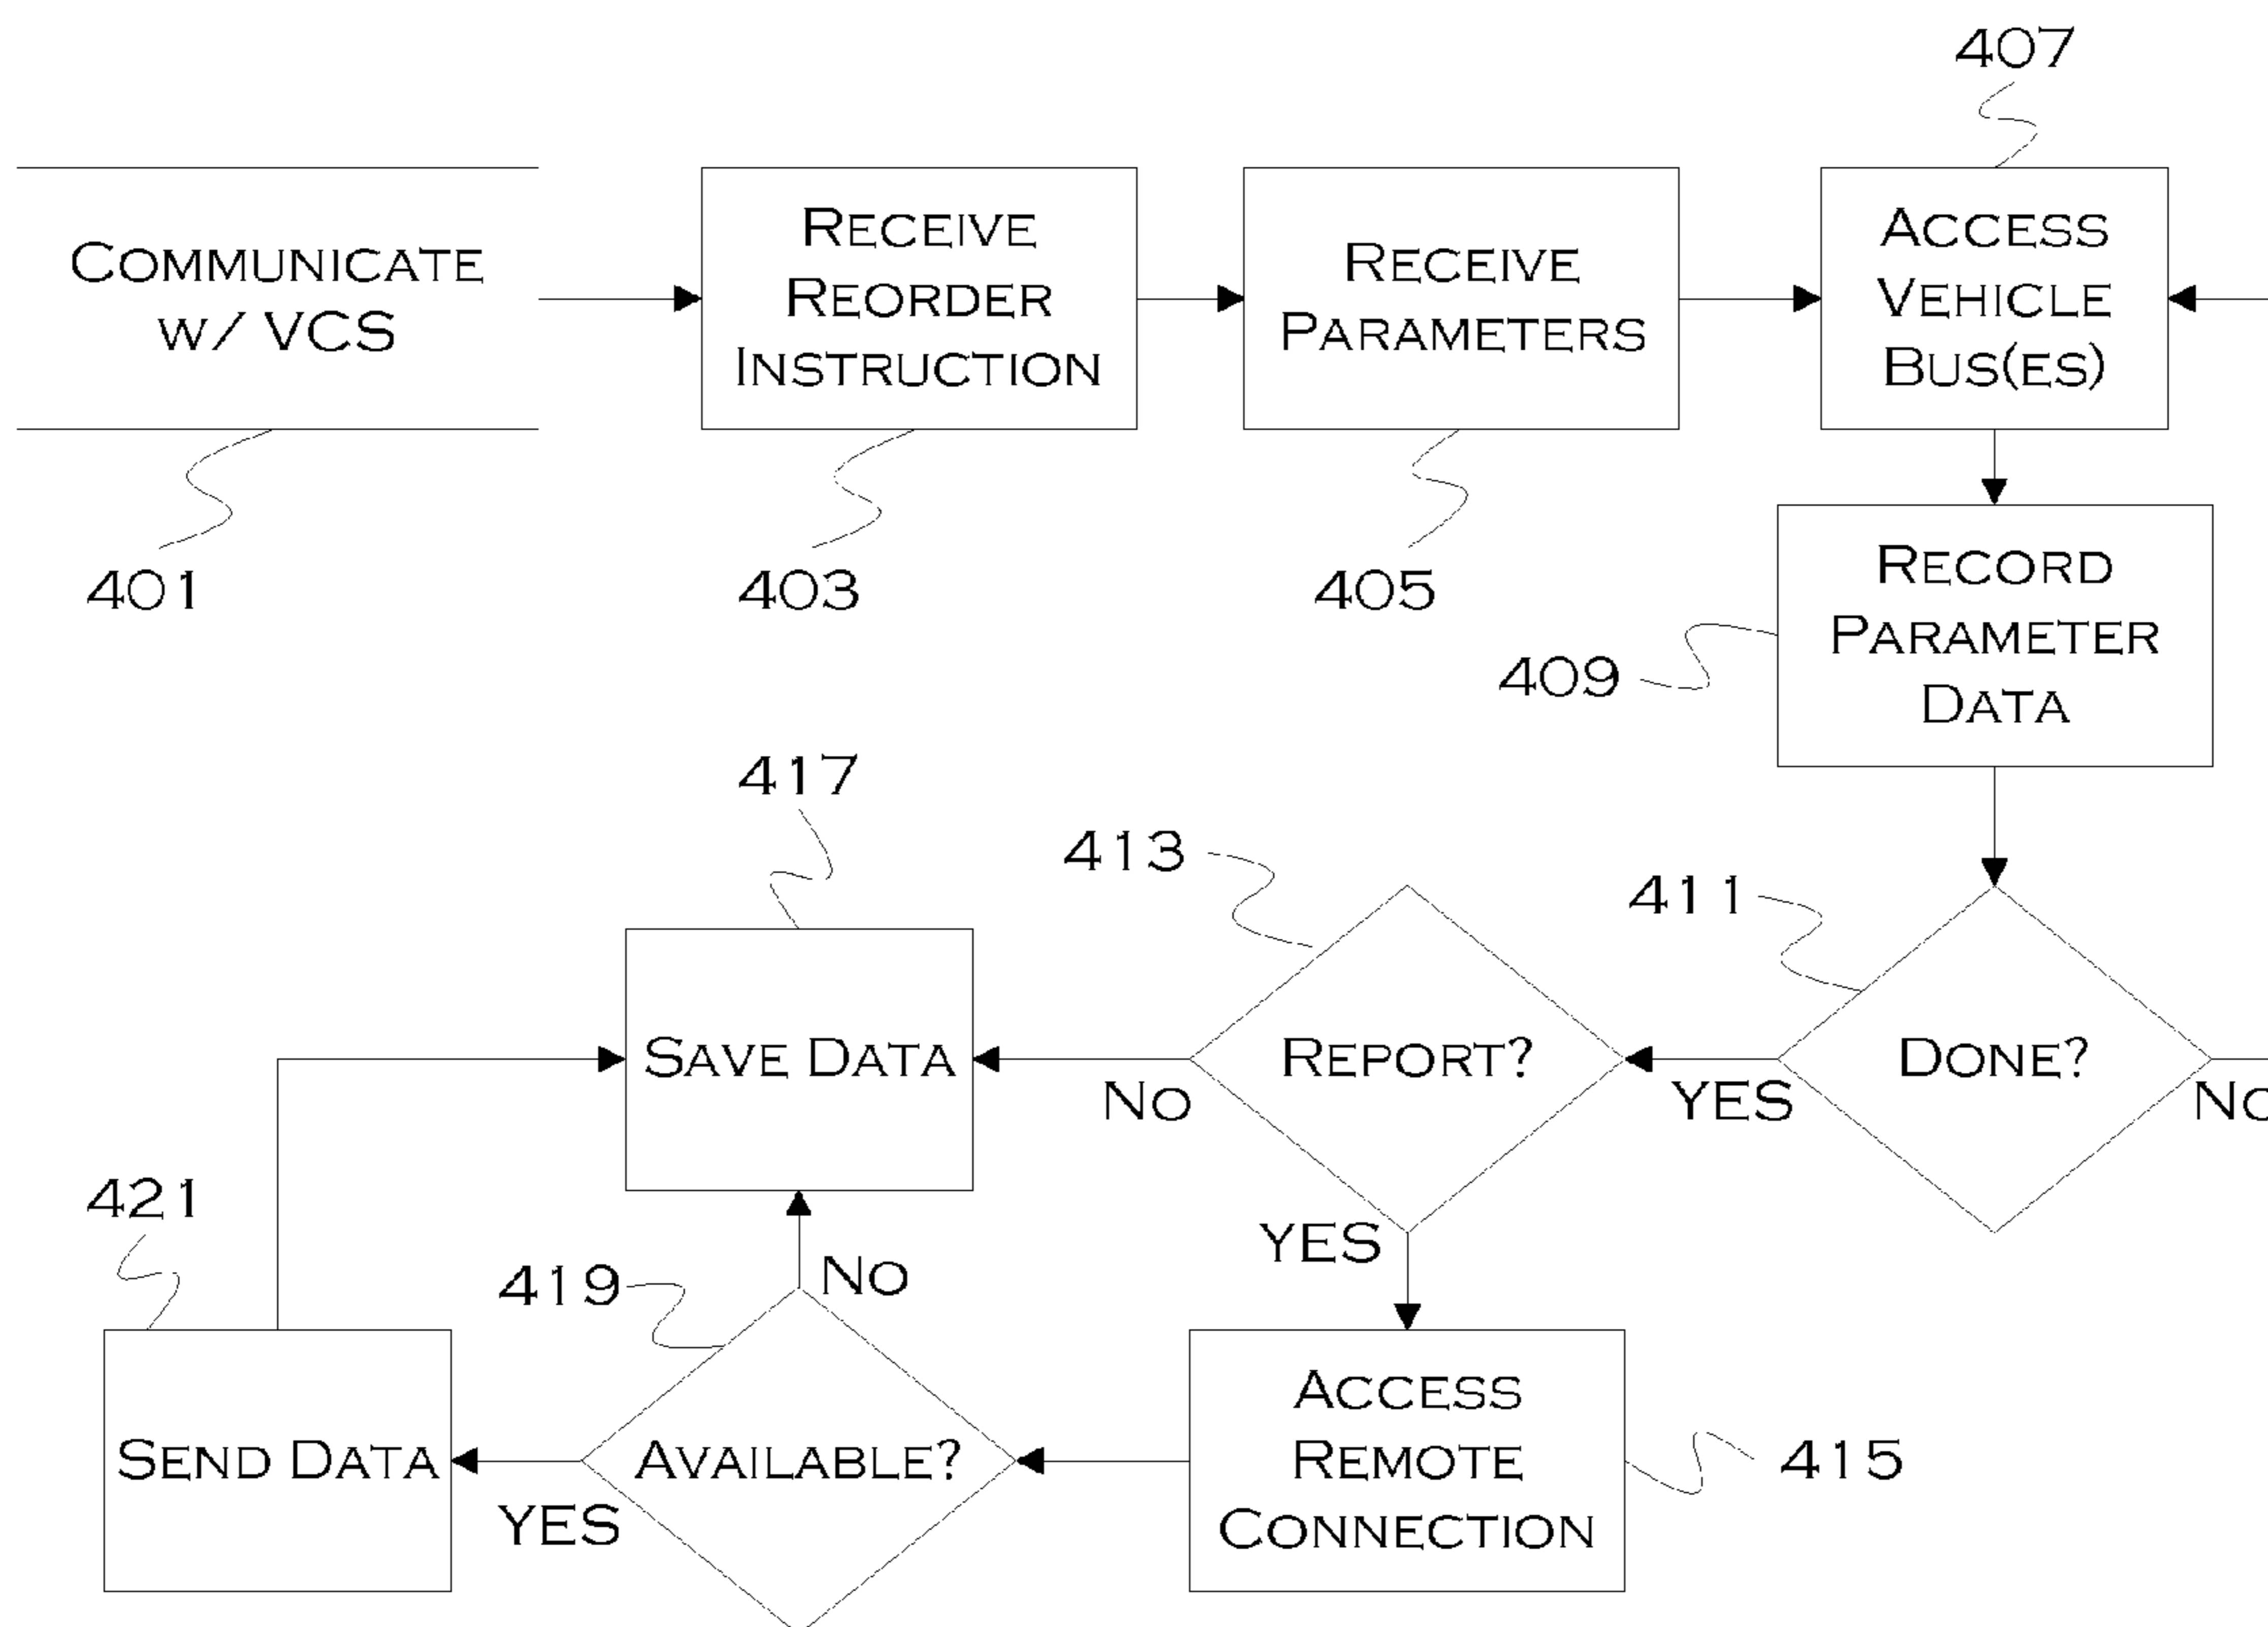 407
COMMUNICATE
W/ VCS
RECEIVE
REORDER
INSTRUCTION
RECEIVE
PARAMETERS
ACCESS
VEHICLE
BUS(ES)
401
403
405
RECORD
PARAMETER
DATA
409
417
413
411
SAVE DATA
REPORT?
DONE?
NO
YES
NO
421
YES
419
NO
SEND DATA
AVAILABLE?
YES
ACCESS
REMOTE
CONNECTION
415